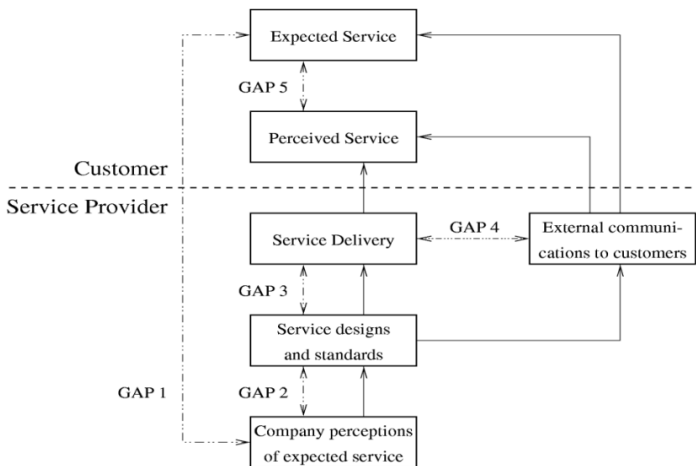 Expected Service
GAP 5
Perceived Service
Customer
Service Provider
GAP 4
Service Delivery
External communi-
cations to customers
GAP 3
Service designs
and standards
GAP 1
GAP 2
Company perceptions
of expected service